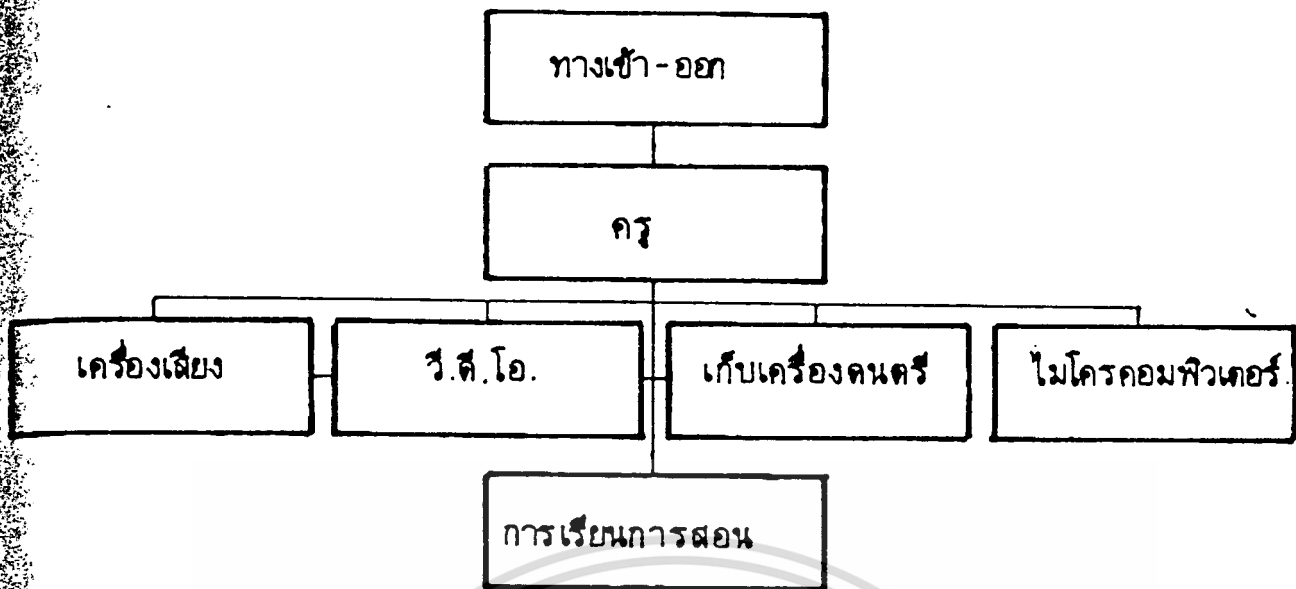 ทางเข้า-ออก
ครู
เครื่องเสียง
วี.ดี.โอ.
เก็บเครื่องดนตรี
ไมโครคอมพิวเตอร์.
การเรียนการสอน